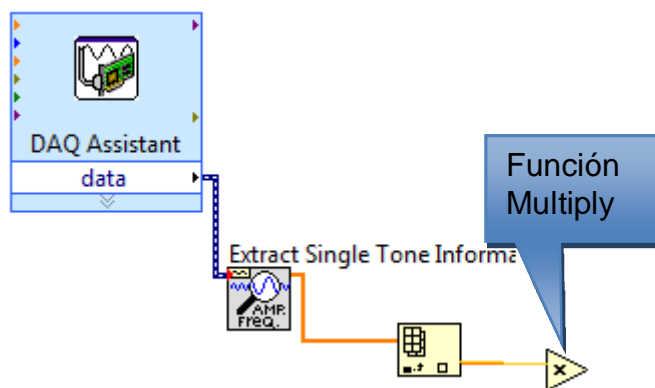 DAQ Assistant
data
Función
Multiply
Extract Single Tone Informa
AMP.
FREQ.
x